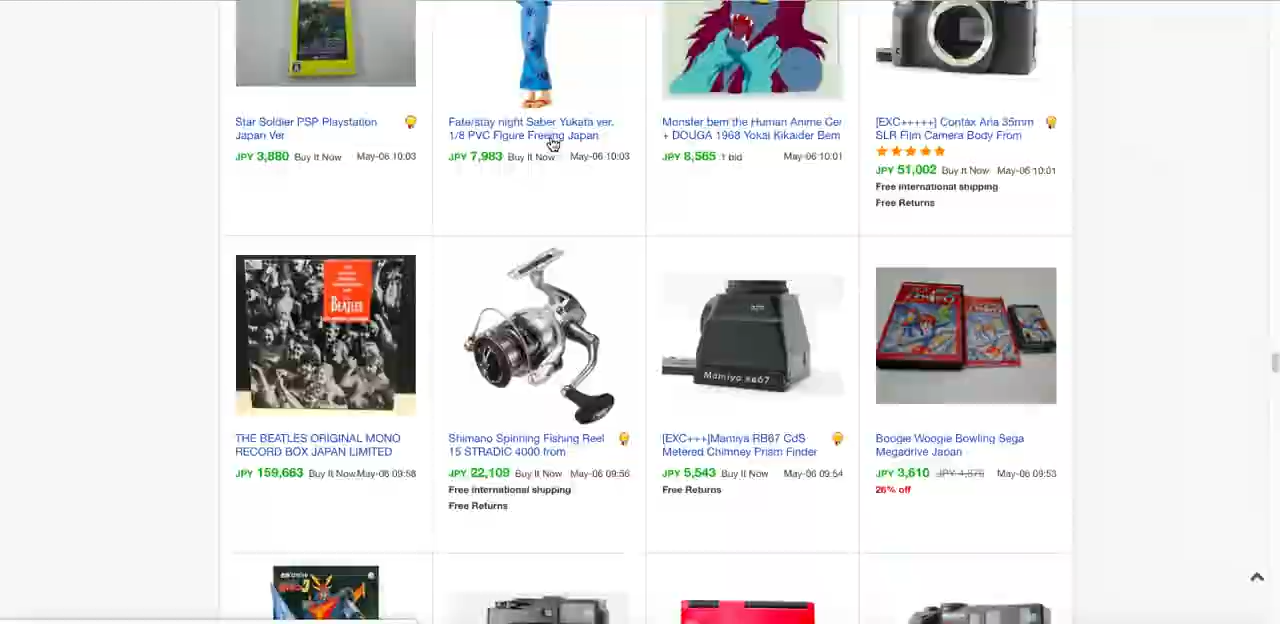 Star Soldier PSP Playstation
Japan Ver
JPY 3,880 Buy It Now May-06 10:03
Fate/stay night Saber Yukata ver.
1/8 PVC Figure Freeing Japan
JPY 7,983 Buy It Now May-06 10:03
Monster bem the Human Anime Cel
+ DOUGA 1968 Yokai Kikaider Bem
JPY 8,565 1 bid May-06 10:01
[EXC+++++] Contax Aria 35mm
SLR Film Camera Body From
JPY 51,002 Buy It Now May-06 10:01
Free international shipping
Free Returns
BEATLES
THE BEATLES ORIGINAL MONO
RECORD BOX JAPAN LIMITED
JPY 159,663 Buy It Now May-06 09:58
Shimano Spinning Fishing Reel
15 STRADIC 4000 from
JPY 22,109 Buy It Now May-06 09:56
Free international shipping
Free Returns
Mamiya RB67
[EXC+++]Mamiya RB67 CdS
Metered Chimney Prism Finder
JPY 5,543 Buy It Now May-06 09:54
Free Returns
Boogie Woogie Bowling Sega
Megadrive Japan
JPY 3,610 JPY 4,878 May-06 09:53
26% off